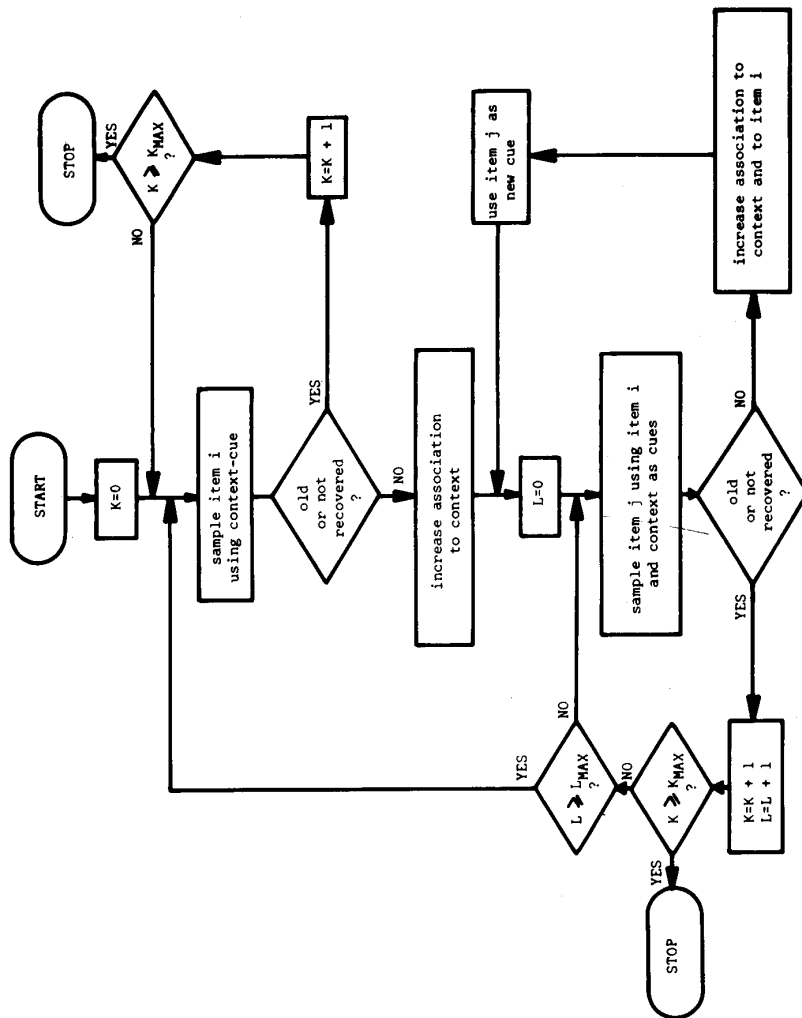 START
K=0
sample item i
using context-cue
old
or not
recovered
?
YES
K=K + 1
K ⩾ KMAX
?
YES
STOP
NO
NO
increase association
to context
L=0
sample item j using item i
and context as cues
old
or not
recovered
?
NO
increase association to
context and to item i
use item j as
new cue
YES
K=K + 1
L=L + 1
K ⩾ KMAX
?
YES
STOP
NO
L ⩾ LMAX
?
NO
YES